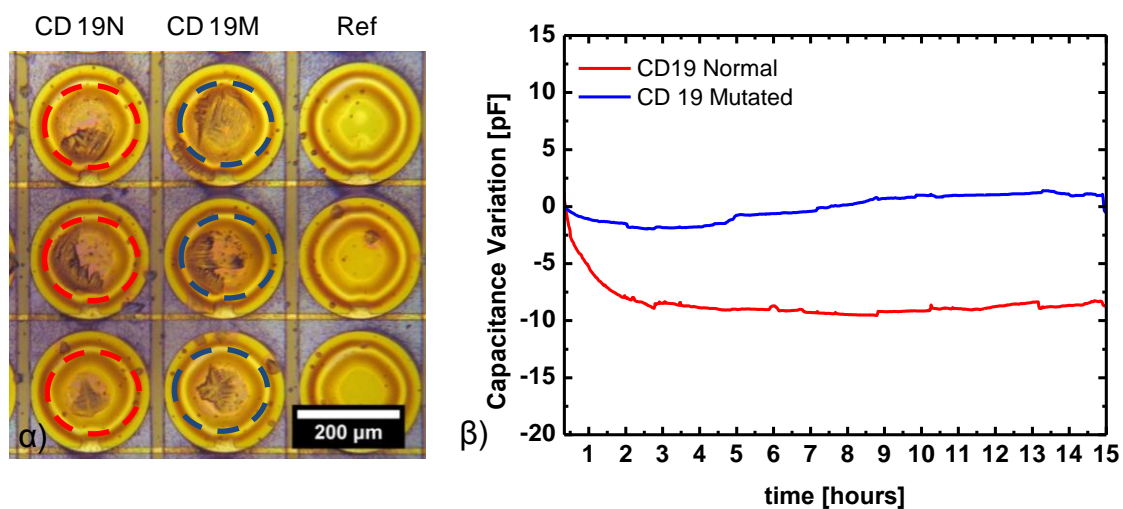 CD 19N CD 19M Ref
200 µm
α)
CD19 Normal
CD 19 Mutated
Capacitance Variation [pF]
15
10
5
0
-5
-10
-15
-20
1 2 3 4 5 6 7 8 9 10 11 12 13 14 15
time [hours]
β)